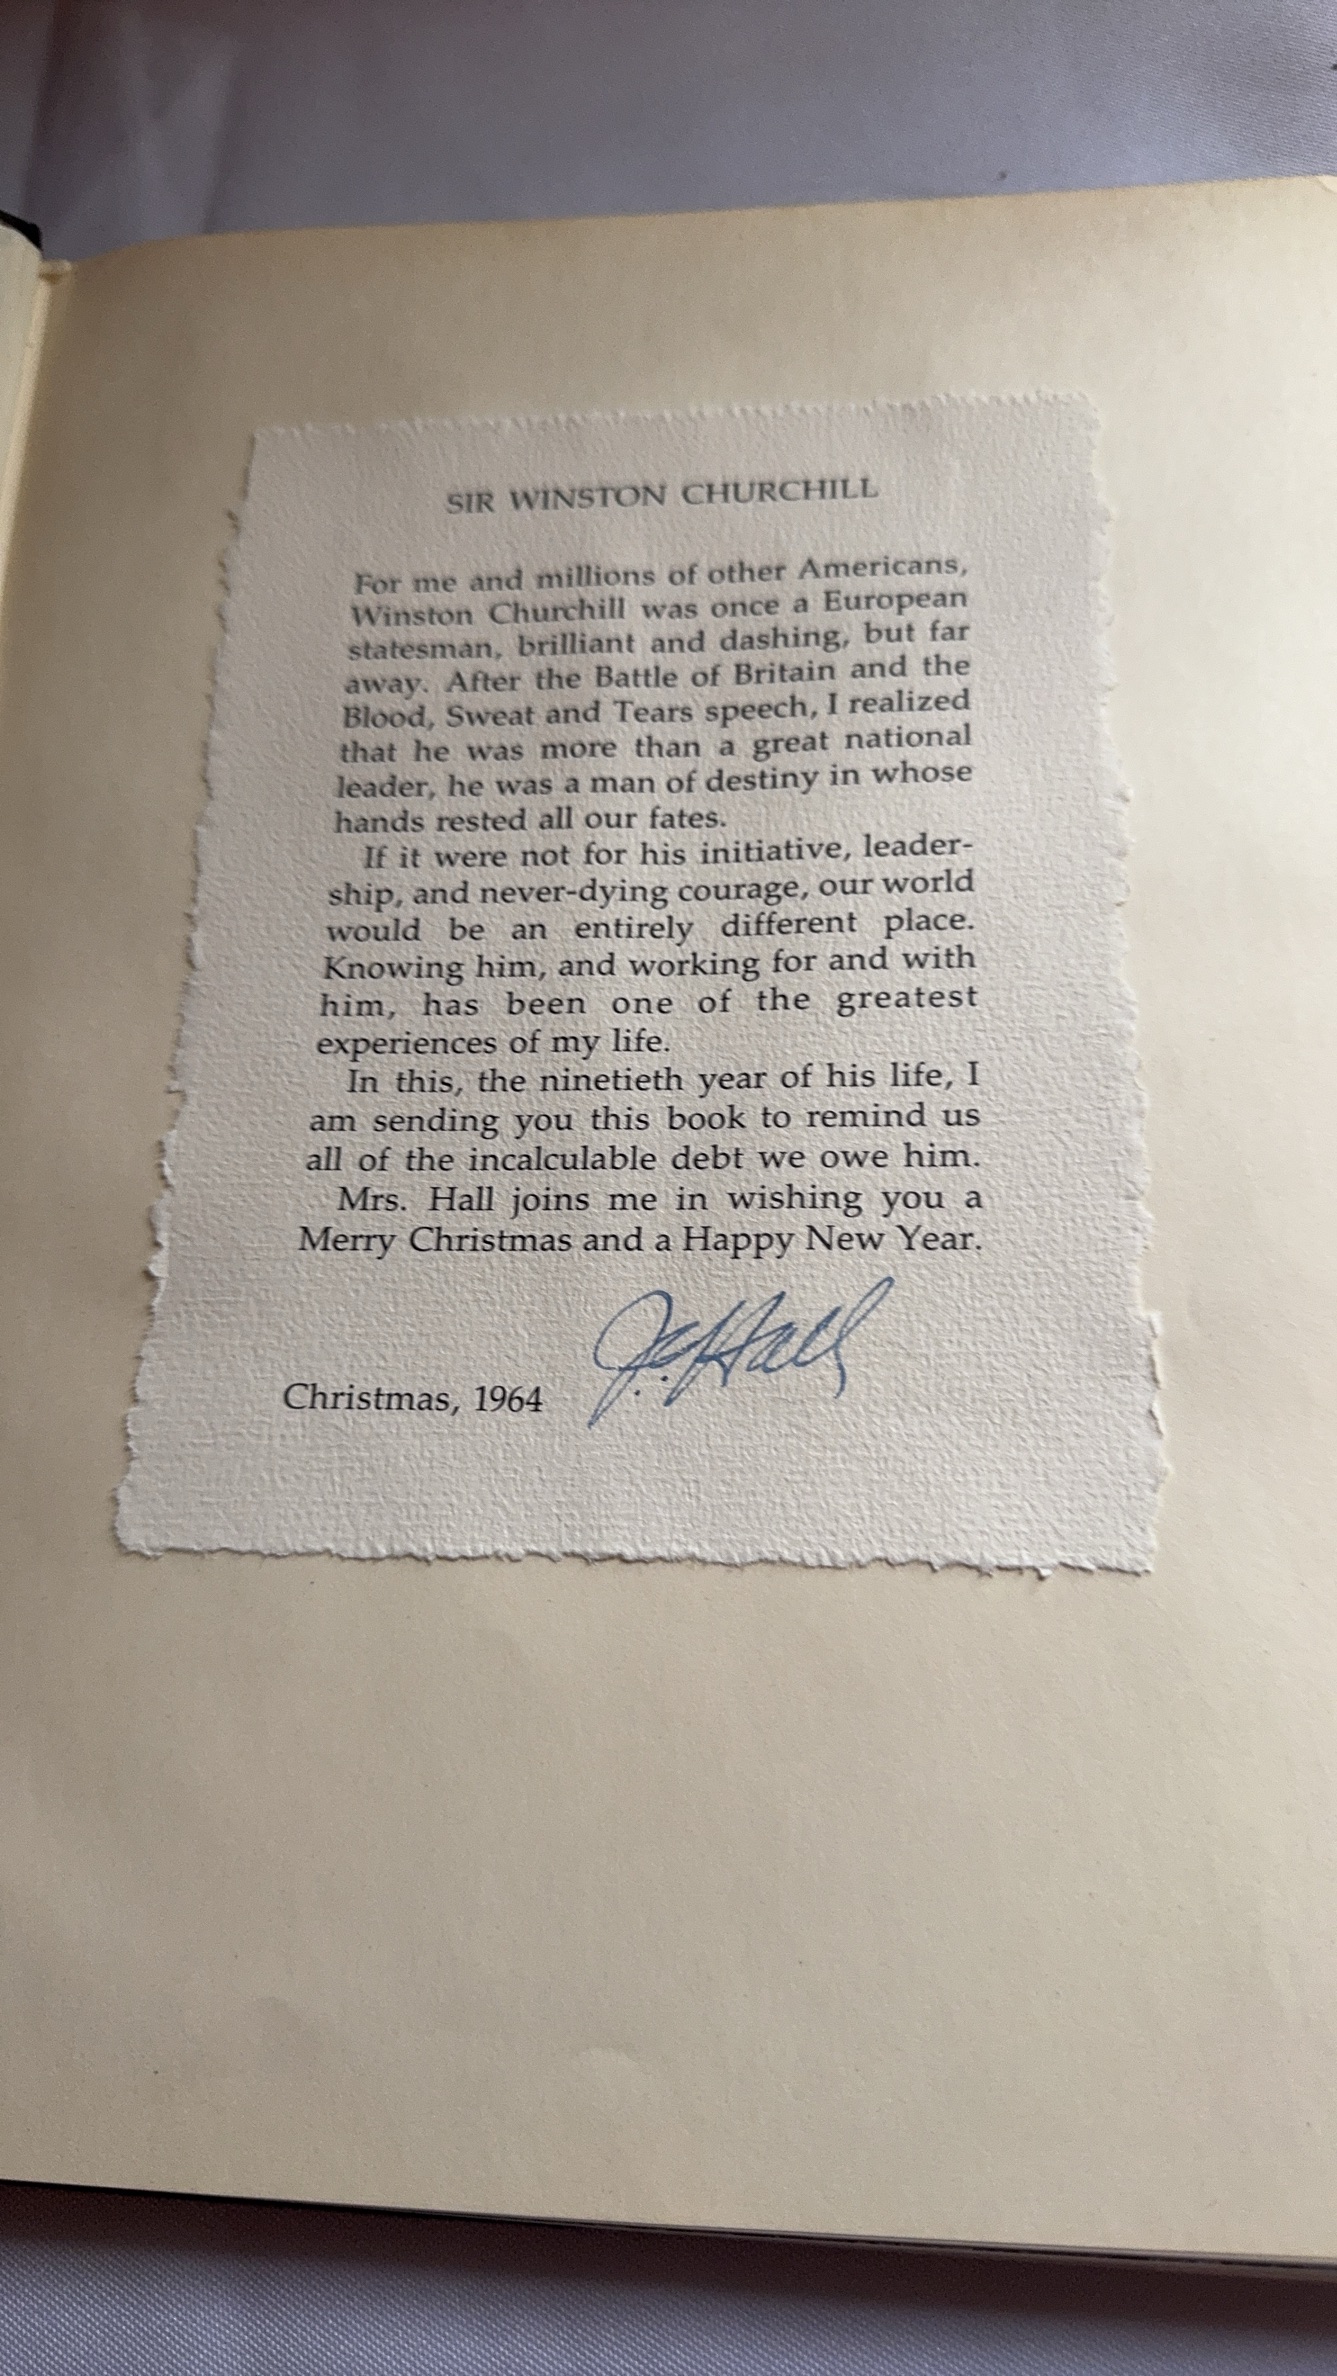 SIR WINSTON CHURCHILL
For me and millions of other Americans,
Winston Churchill was once a European
statesman, brilliant and dashing, but far
away. After the Battle of Britain and the
Blood, Sweat and Tears speech, I realized
that he was more than a great national
leader, he was a man of destiny in whose
hands rested all our fates.
If it were not for his initiative, leader-
ship, and never-dying courage, our world
would be an entirely different place.
Knowing him, and working for and with
him, has been one of the greatest
experiences of my life.
In this, the ninetieth year of his life, I
am sending you this book to remind us
all of the incalculable debt we owe him.
Mrs. Hall joins me in wishing you a
Merry Christmas and a Happy New Year.
J.C. Hall
Christmas, 1964